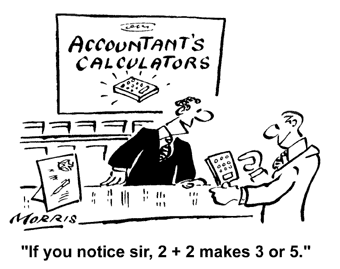 ACCOUNTANT'S
CALCULATORS
MORRIS
"If you notice sir, 2 + 2 makes 3 or 5."